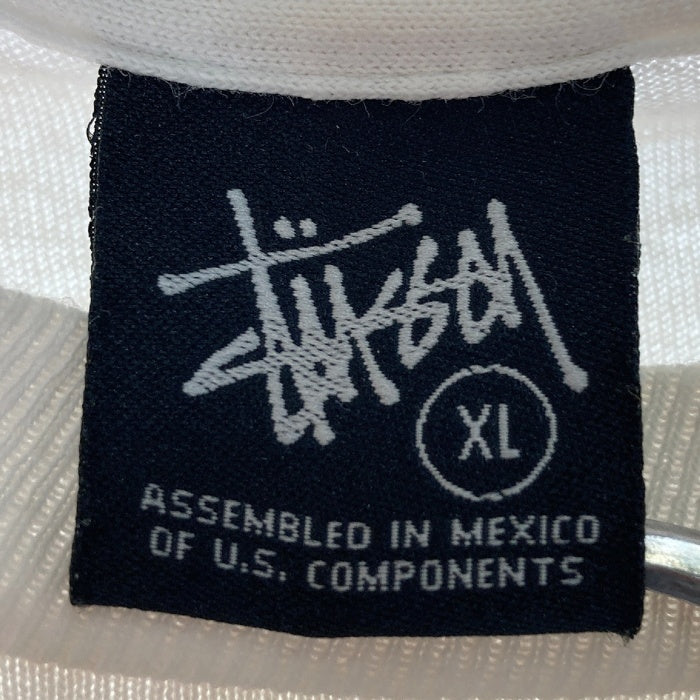 Stüssy
XL
ASSEMBLED IN MEXICO
OF U.S. COMPONENTS